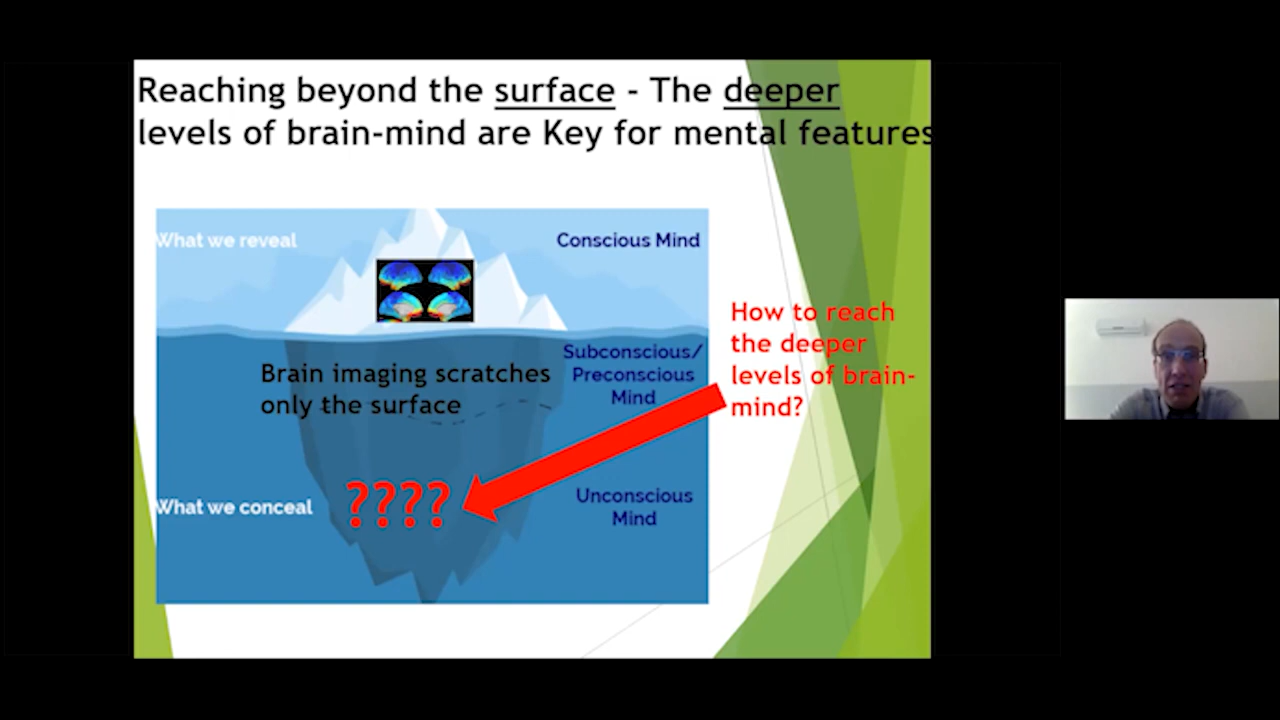 Reaching beyond the surface - The deeper
levels of brain-mind are Key for mental features
What we reveal
Conscious Mind
How to reach
the deeper
levels of brain-
mind?
Subconscious/
Preconscious
Mind
Brain imaging scratches
only the surface
What we conceal
????
Unconscious
Mind